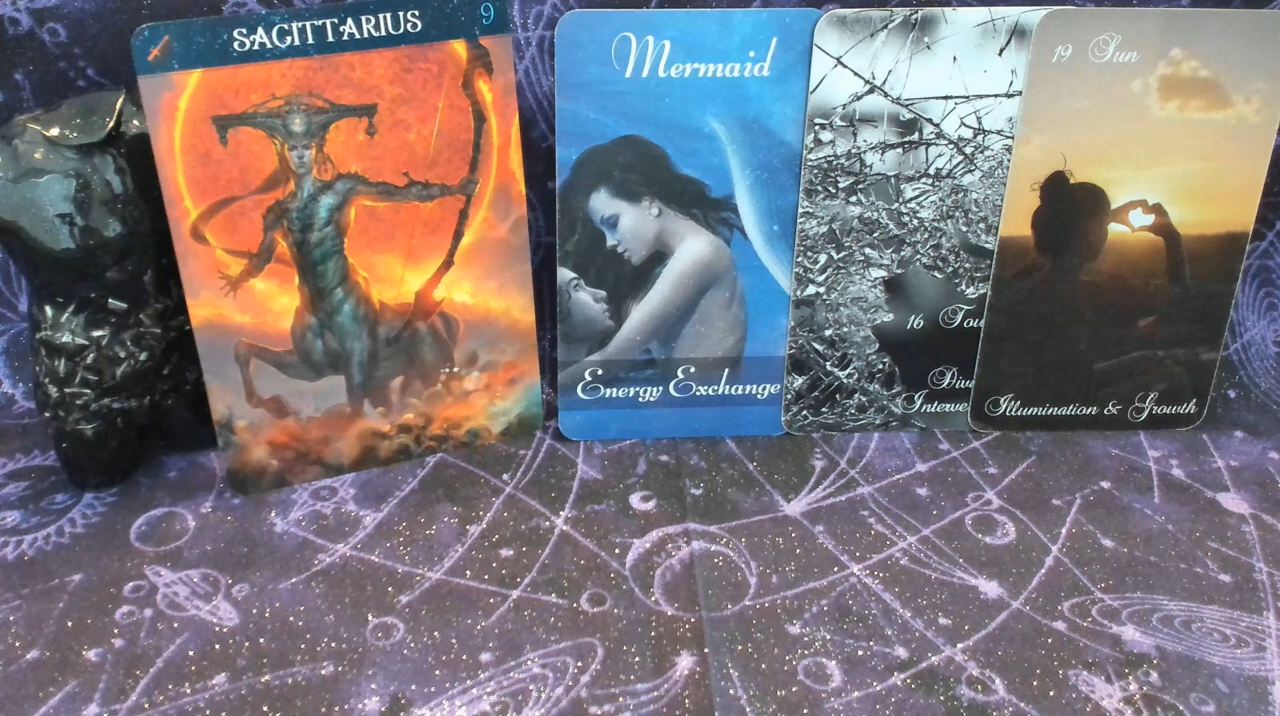 SAGITTARIUS 9
Mermaid
Energy Exchange
16
19 Sun
Illumination & Growth